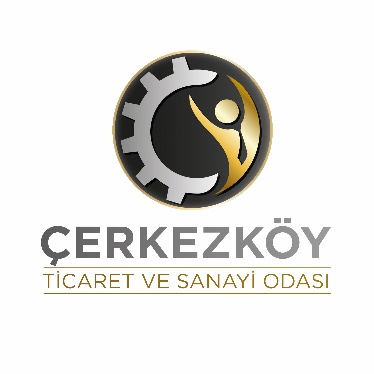 ÇERKEZKÖY
TİCARET VE SANAYİ ODASI